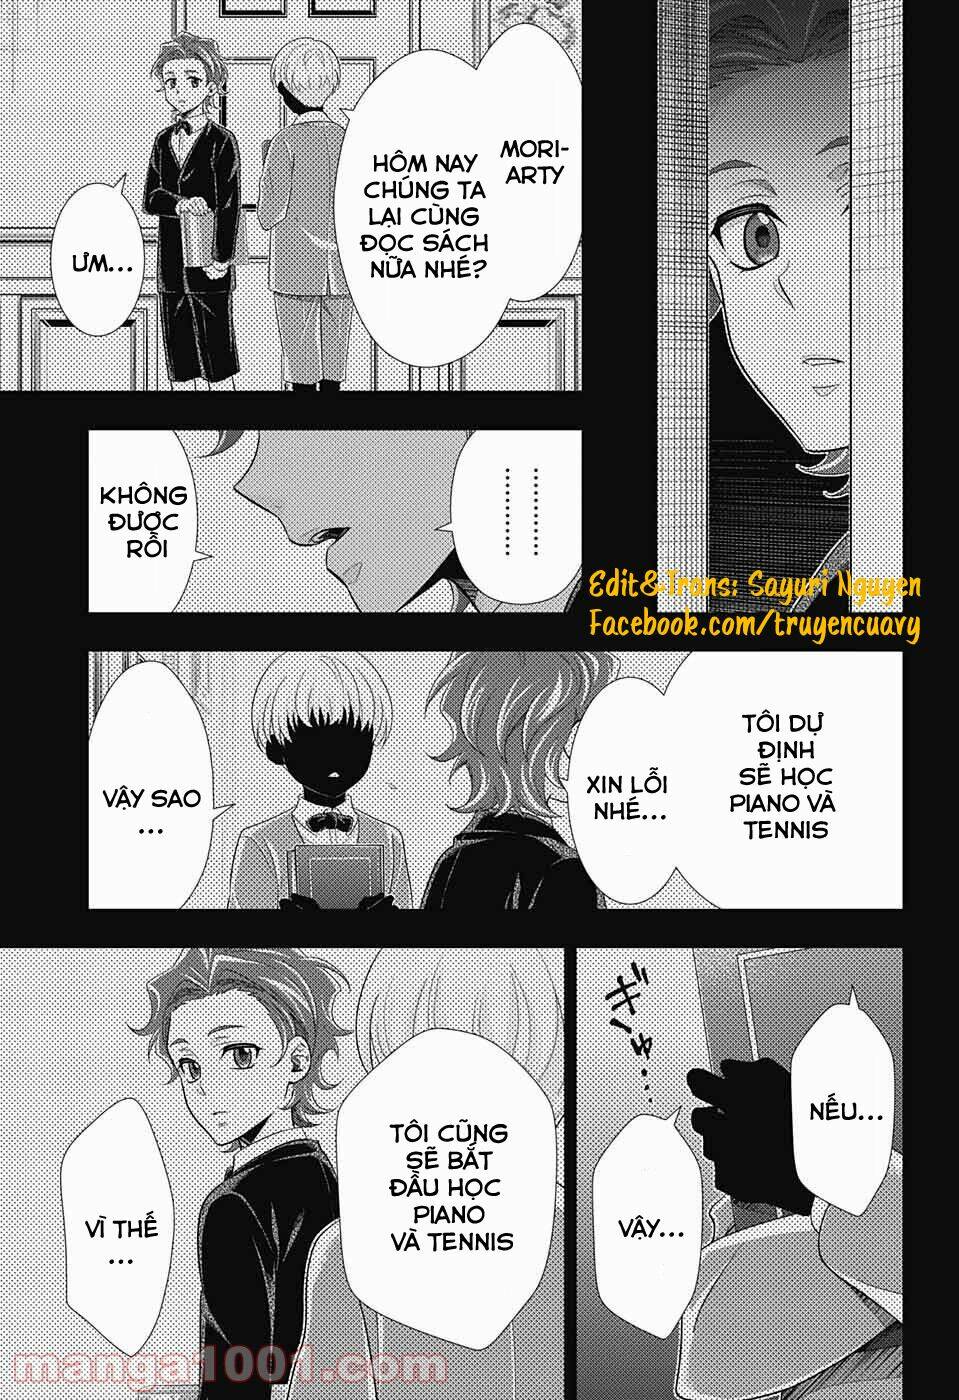 MORI-
ARTY
HÔM NAY
CHÚNG TA
LẠI CÙNG
ĐỌC SÁCH
NỮA NHÉ?
ƯM...
...........
KHÔNG
ĐƯỢC
RỒI
Edit&Trans: Sayuri Nguyen
Facebook.com/truyencuavy
TÔI DỰ
ĐỊNH
SẼ HỌC
PIANO VÀ
TENNIS
XIN LỖI
NHÉ...
VẬY SAO
...
NẾU...
ギュ...
VẬY...
TÔI CŨNG
SẼ BẮT
ĐẦU HỌC
PIANO
VÀ TENNIS
VÌ THẾ
...
manga1001.com